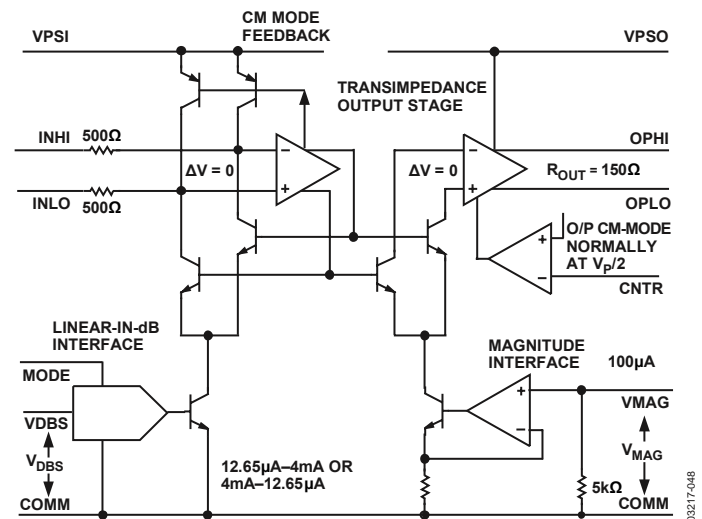 CM MODE
FEEDBACK
VPSI
VPSO
TRANSIMPEDANCE
OUTPUT STAGE
INHI 500Ω
OPHI
ΔV = 0
ΔV = 0
ROUT = 150Ω
INLO 500Ω
OPLO
O/P CM-MODE
NORMALLY
AT VP/2
CNTR
LINEAR-IN-dB
INTERFACE
MODE
MAGNITUDE
INTERFACE
100µA
VDBS
VMAG
VDBS
VMAG
12.65µA–4mA OR
4mA–12.65µA
5kΩ
COMM
COMM
03217-048